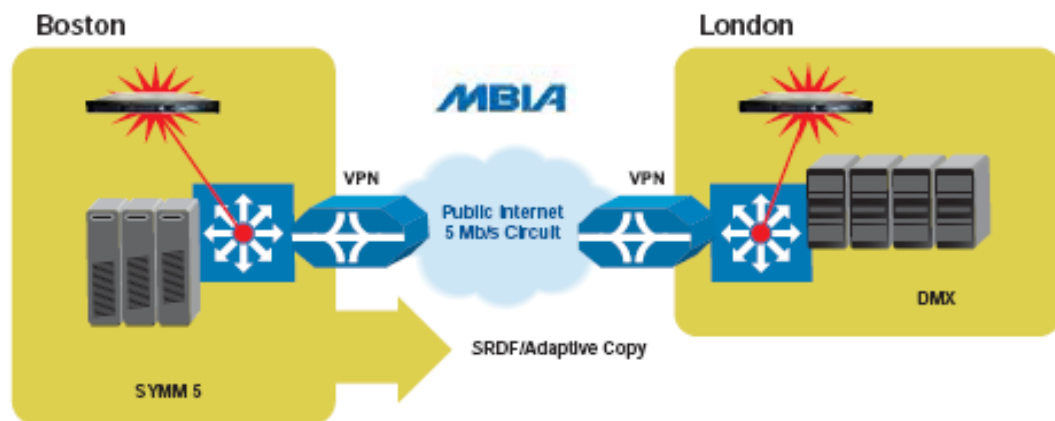 Boston
London
MBIA
VPN
VPN
Public Internet
5 Mb/s Circuit
DMX
SRDF/Adaptive Copy
SYMM 5